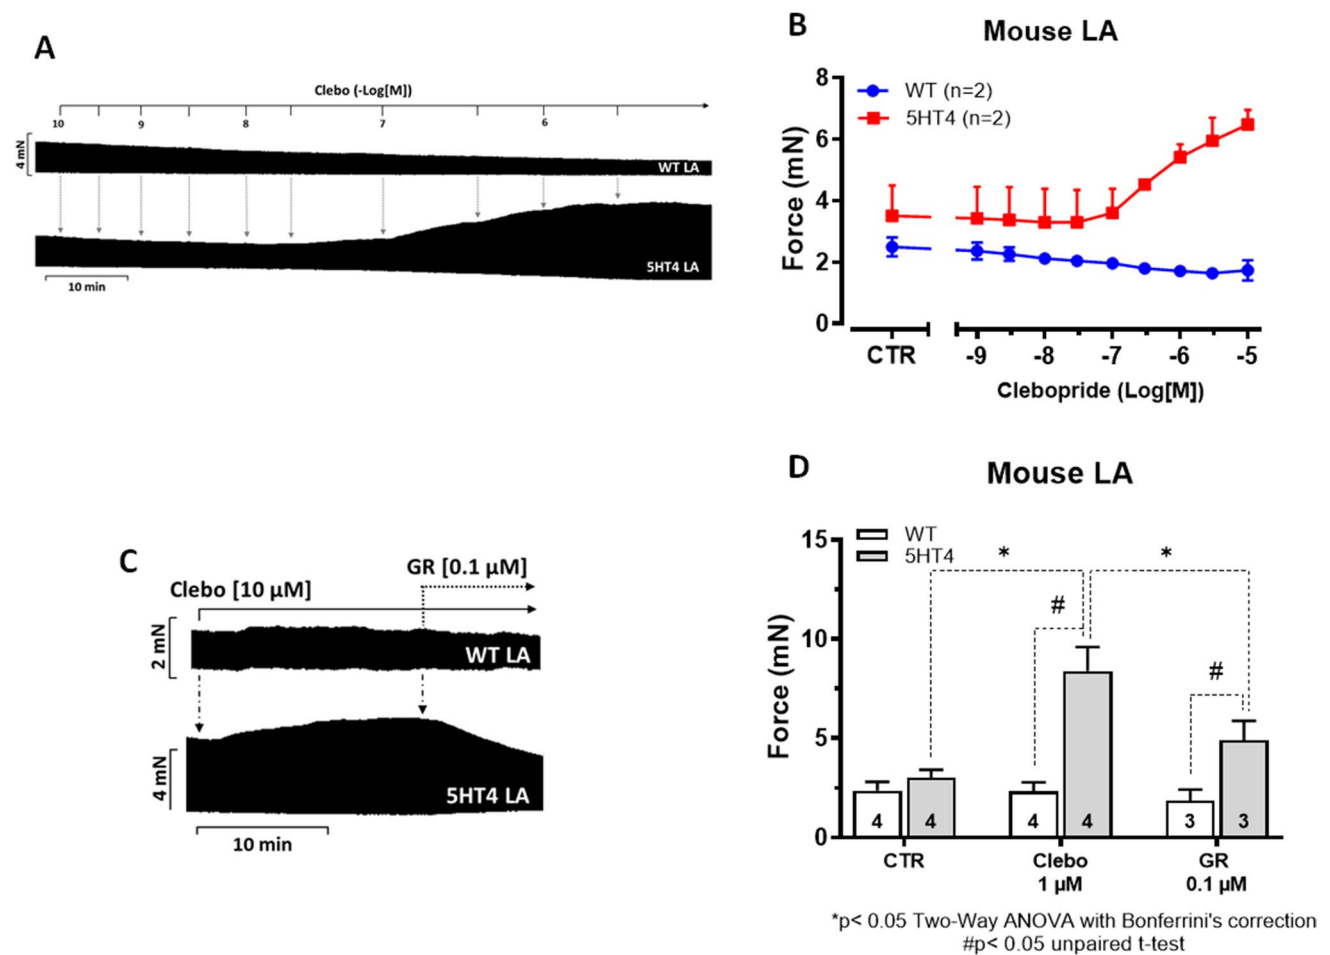 A
Clebo (-Log[M])
10 9 8 7 6
4 mN
WT LA
5HT4 LA
10 min
B
Mouse LA
WT (n=2)
5HT4 (n=2)
Force (mN)
8
6
4
2
0
CTR -9 -8 -7 -6 -5
Clebopride (Log[M])
C
GR [0.1 μM]
Clebo [10 μM]
2 mN
WT LA
4 mN
5HT4 LA
10 min
D
Mouse LA
WT
5HT4
* *
# #
Force (mN)
15
10
5
0
4 4 4 4 3 3
CTR Clebo GR
1 μM 0.1 μM
*p< 0.05 Two-Way ANOVA with Bonferrini's correction
#p< 0.05 unpaired t-test